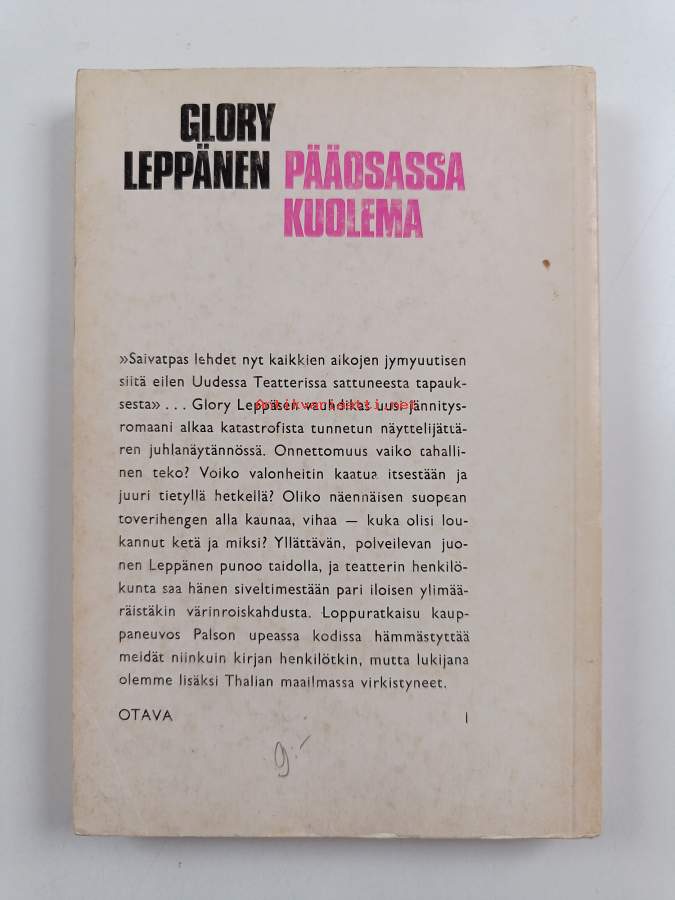 GLORY
LEPPÄNEN PÄÄOSASSA
KUOLEMA
»Saivatpas lehdet nyt kaikkien aikojen jymyuutisen
siitä eilen Uudessa Teatterissa sattuneesta tapauk-
sesta» . . . Glory Leppäsen vauhdikas uusi jännitys-
Antikvariaatti.net
romaani alkaa katastrofista tunnetun näyttelijättä-
ren juhlanäytännössä. Onnettomuus vaiko tahalli-
nen teko? Voiko valonheitin kaatua itsestään ja
juuri tietyllä hetkellä? Oliko näennäisen suopean
toverihengen alla kaunaa, vihaa — kuka olisi lou-
kannut ketä ja miksi? Yllättävän, polveilevan juo-
nen Leppänen punoo taidolla, ja teatterin henkilö-
kunta saa hänen siveltimestään pari iloisen ylimää-
räistäkin värinroiskahdusta. Loppuratkaisu kaup-
paneuvos Palson upeassa kodissa hämmästyttää
meidät niinkuin kirjan henkilötkin, mutta lukijana
olemme lisäksi Thalian maailmassa virkistyneet.
OTAVA I
9:-